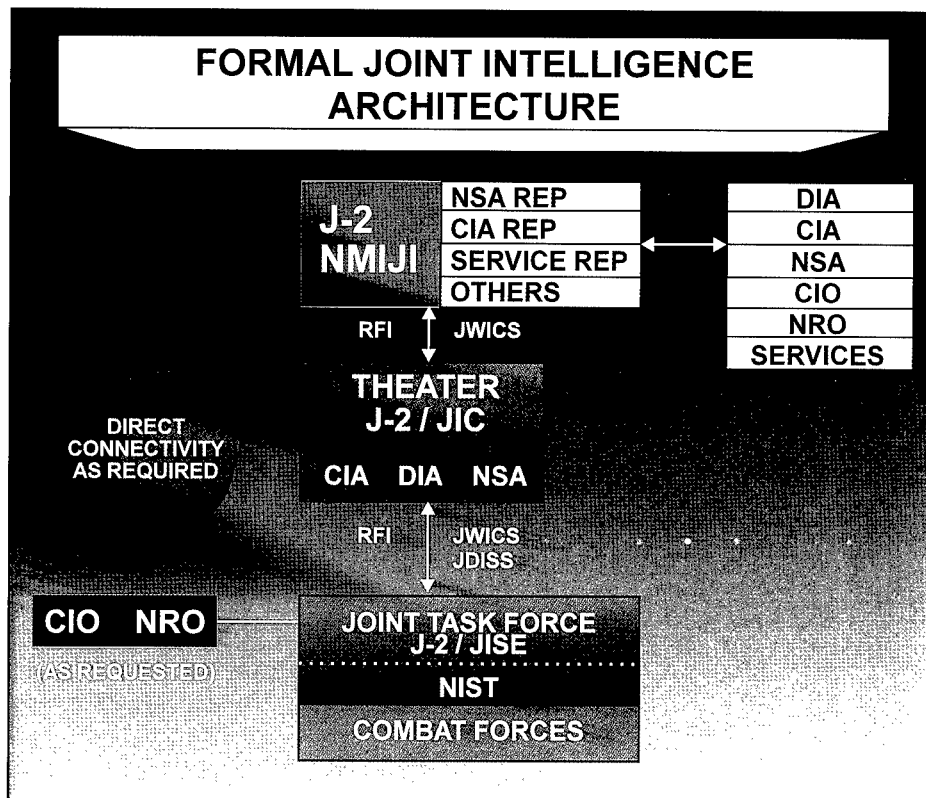 FORMAL JOINT INTELLIGENCE
ARCHITECTURE
J-2
NMIJI
NSA REP
CIA REP
SERVICE REP
OTHERS
DIA
CIA
NSA
CIO
NRO
SERVICES
RFI JWICS
THEATER
J-2 / JIC
CIA DIA NSA
DIRECT
CONNECTIVITY
AS REQUIRED
RFI JWICS
JDISS
CIO NRO
(AS REQUESTED)
JOINT TASK FORCE
J-2 / JISE
NIST
COMBAT FORCES